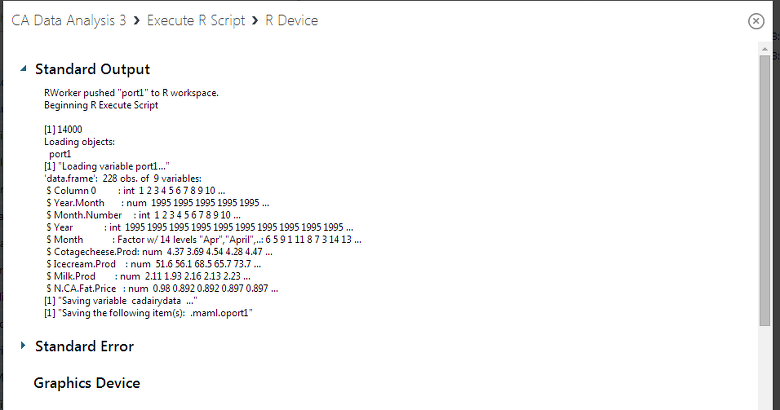 CA Data Analysis 3 > Execute R Script > R Device
Standard Output
RWorker pushed "port1" to R workspace.
Beginning R Execute Script
[1] 14000
Loading objects:
port1
[1] "Loading variable port1..."
'data.frame': 228 obs. of 9 variables:
$ Column 0 : int 1 2 3 4 5 6 7 8 9 10 ...
$ Year.Month : num 1995 1995 1995 1995 1995 ...
$ Month.Number : int 1 2 3 4 5 6 7 8 9 10 ...
$ Year : int 1995 1995 1995 1995 1995 1995 1995 1995 1995 1995 ...
$ Month : Factor w/ 14 levels "Apr","April",..: 6 5 9 1 11 8 7 3 14 13 ...
$ Cotagecheese.Prod: num 4.37 3.69 4.54 4.28 4.47 ...
$ Icecream.Prod : num 51.6 56.1 68.5 65.7 73.7 ...
$ Milk.Prod : num 2.11 1.93 2.16 2.13 2.23 ...
$ N.CA.Fat.Price : num 0.98 0.892 0.892 0.897 0.897 ...
[1] "Saving variable cadairydata ..."
[1] "Saving the following item(s): .maml.oport1"
Standard Error
Graphics Device